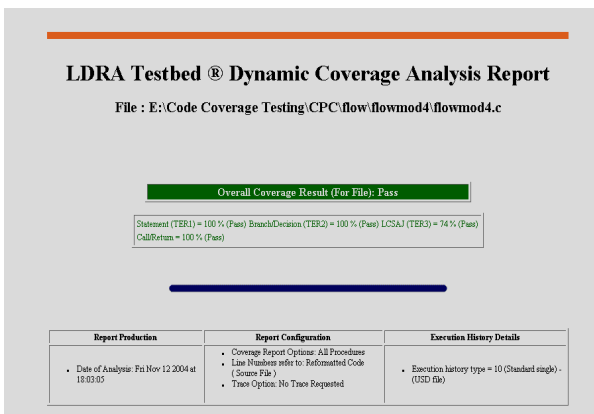 LDRA Testbed ® Dynamic Coverage Analysis Report
File : E:\Code Coverage Testing\CPC\flow\flowmod4\flowmod4.c
Overall Coverage Result (For File): Pass
Statement (TER1) = 100 % (Pass) Branch/Decision (TER2) = 100 % (Pass) LCSAJ (TER3) = 74 % (Pass)
Call/Return = 100 % (Pass)
Report Production
Date of Analysis: Fri Nov 12 2004 at
18:03:05
Report Configuration
Coverage Report Options: All Procedures
Line Numbers refer to: Reformatted Code
( Source File )
Trace Option: No Trace Requested
Execution History Details
Execution history type = 10 (Standard single) -
(USD file)